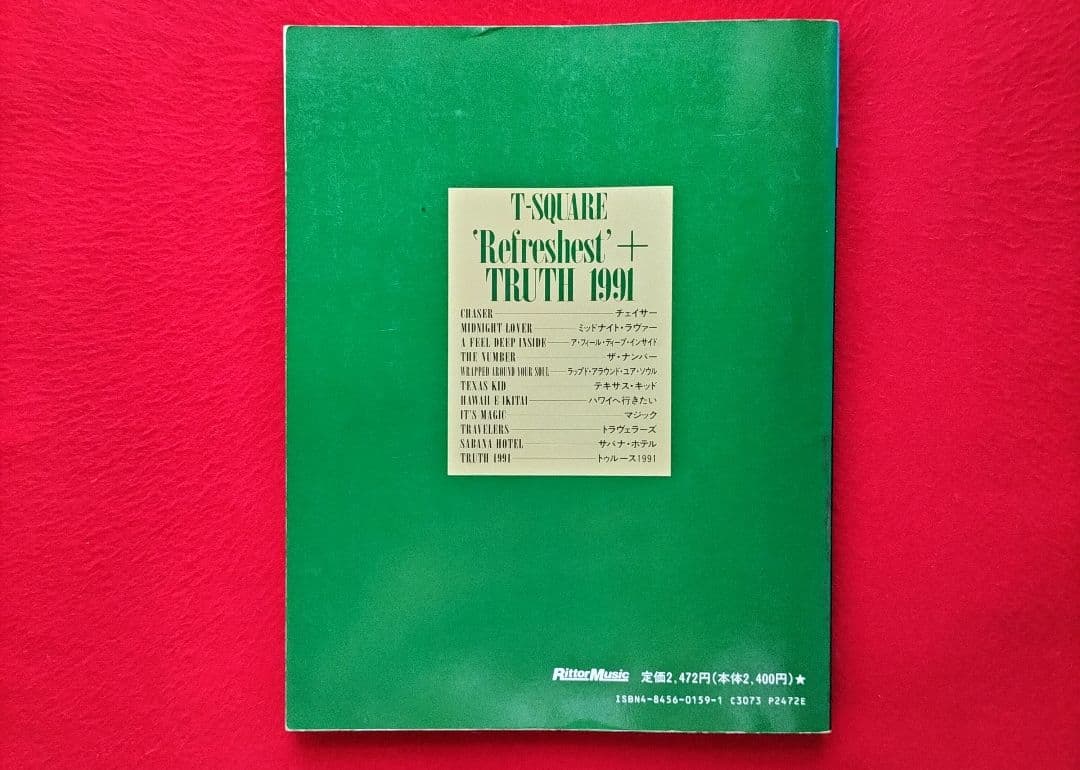 T-SQUARE
'Refreshest' +
TRUTH 1991
CHASER チェイサー
MIDNIGHT LOVER ミッドナイト・ラヴァー
A FEEL DEEP INSIDE ア・フィール・ディープ・インサイド
THE NUMBER ザ・ナンバー
WRAPPED AROUND YOUR SOUL ラップド・アラウンド・ユア・ソウル
TEXAS KID テキサス・キッド
HAWAII E IKITAI ハワイへ行きたい
IT'S MAGIC マジック
TRAVELERS トラヴェラーズ
SABANA HOTEL サバナ・ホテル
TRUTH 1991 トゥルース1991
RittorMusic 定価2,472円(本体2,400円)★
ISBN4-8456-0159-1 C3073 P2472E